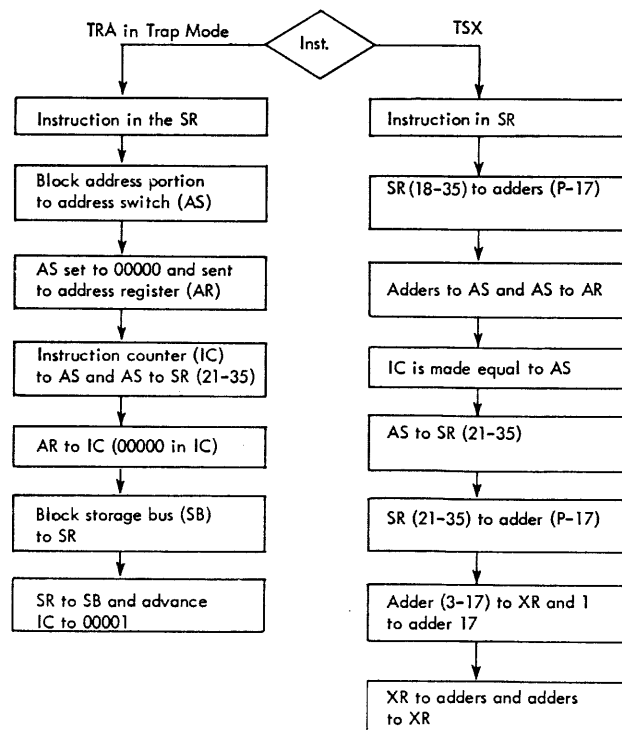 TRA in Trap Mode
Inst.
TSX
Instruction in the SR
Block address portion
to address switch (AS)
AS set to 00000 and sent
to address register (AR)
Instruction counter (IC)
to AS and AS to SR (21-35)
AR to IC (00000 in IC)
Block storage bus (SB)
to SR
SR to SB and advance
IC to 00001
Instruction in SR
SR (18-35) to adders (P-17)
Adders to AS and AS to AR
IC is made equal to AS
AS to SR (21-35)
SR (21-35) to adder (P-17)
Adder (3-17) to XR and 1
to adder 17
XR to adders and adders
to XR